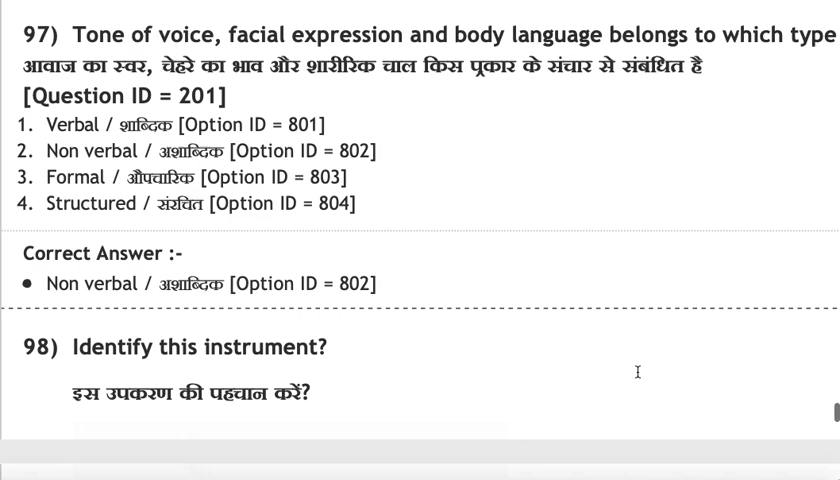 97) Tone of voice, facial expression and body language belongs to which type
आवाज का स्वर, चेहरे का भाव और शारीरिक चाल किस प्रकार के संचार से संबंधित है
[Question ID = 201]
1. Verbal / शाब्दिक [Option ID = 801]
2. Non verbal / अशाब्दिक [Option ID = 802]
3. Formal / औपचारिक [Option ID = 803]
4. Structured / संरचित [Option ID = 804]
Correct Answer :-
• Non verbal / अशाब्दिक [Option ID = 802]
98) Identify this instrument?
इस उपकरण की पहचान करें?